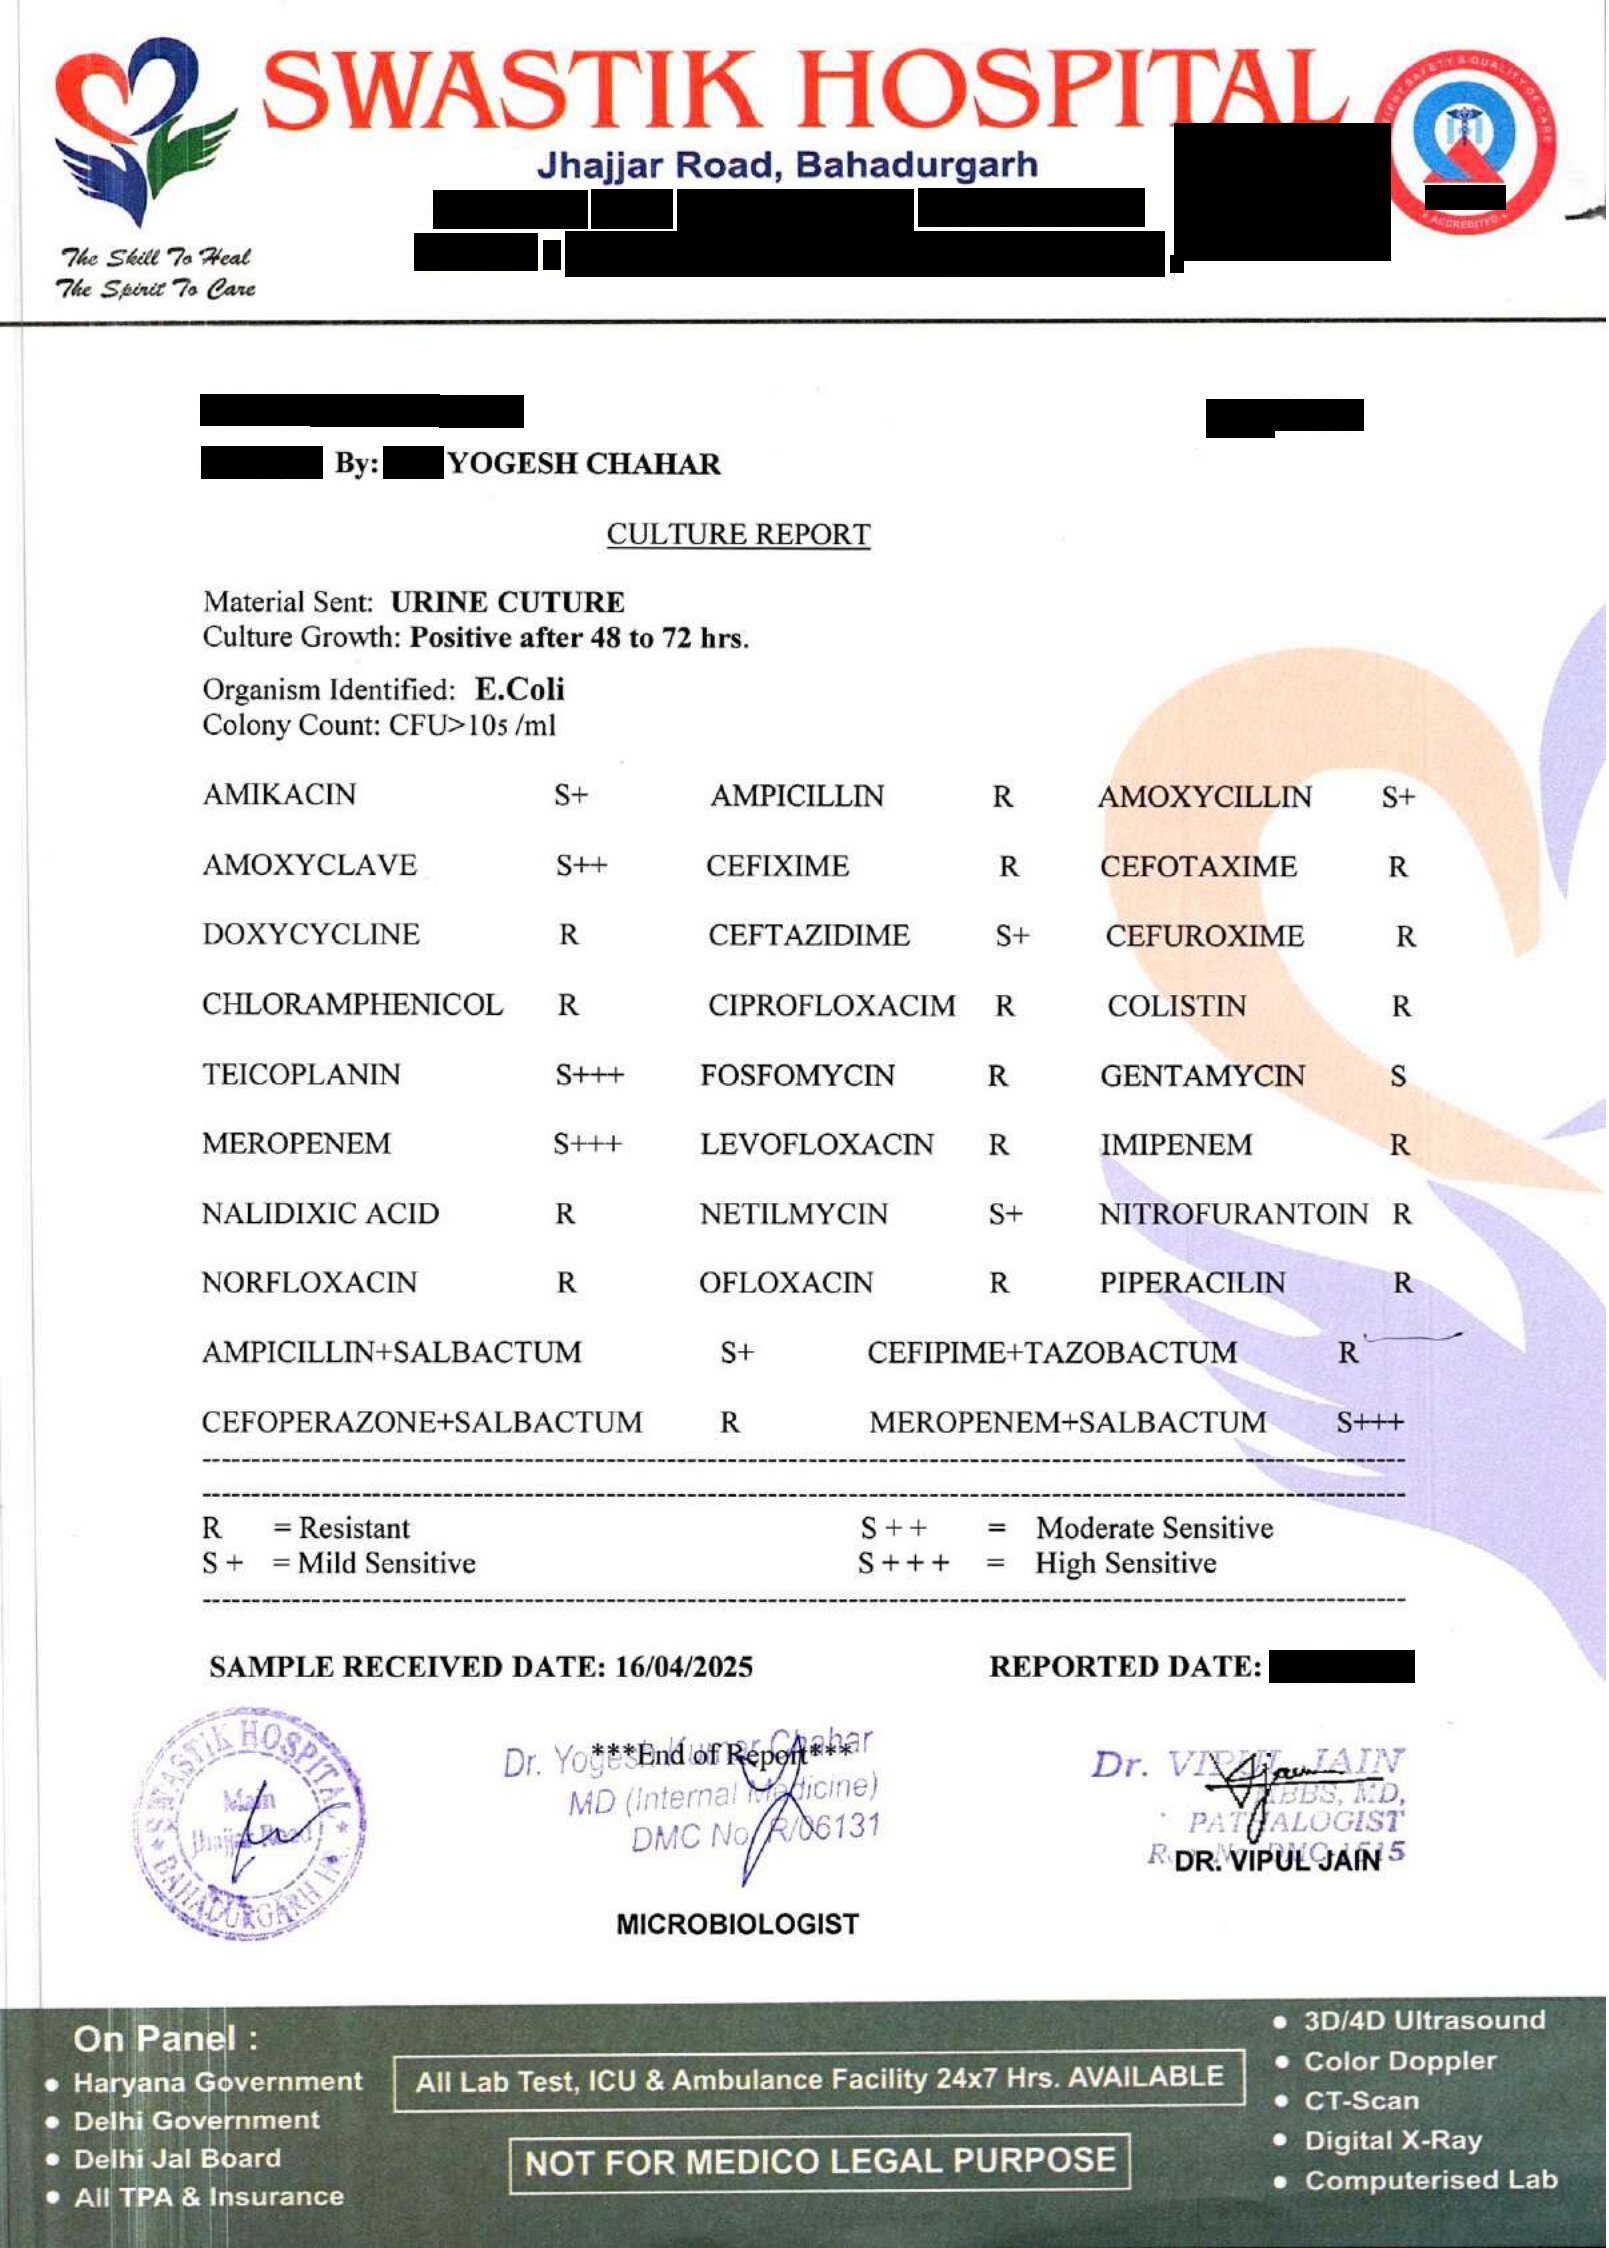 SWASTIK HOSPITAL
Jhajjar Road, Bahadurgarh
The Skill To Heal
The Spirit To Care
SAFETY & QUALITY OF CARE
ACCREDITED
By: YOGESH CHAHAR
CULTURE REPORT
Material Sent: URINE CUTURE
Culture Growth: Positive after 48 to 72 hrs.
Organism Identified: E.Coli
Colony Count: CFU>105 /ml
AMIKACIN S+ AMPICILLIN R AMOXYCILLIN S+
AMOXYCLAVE S++ CEFIXIME R CEFOTAXIME R
DOXYCYCLINE R CEFTAZIDIME S+ CEFUROXIME R
CHLORAMPHENICOL R CIPROFLOXACIM R COLISTIN R
TEICOPLANIN S+++ FOSFOMYCIN R GENTAMYCIN S
MEROPENEM S+++ LEVOFLOXACIN R IMIPENEM R
NALIDIXIC ACID R NETILMYCIN S+ NITROFURANTOIN R
NORFLOXACIN R OFLOXACIN R PIPERACILIN R
AMPICILLIN+SALBACTUM S+ CEFIPIME+TAZOBACTUM R
CEFOPERAZONE+SALBACTUM R MEROPENEM+SALBACTUM S+++
R = Resistant S++ = Moderate Sensitive
S+ = Mild Sensitive S+++ = High Sensitive
SAMPLE RECEIVED DATE: 16/04/2025 REPORTED DATE:
SWASTIK HOSPITAL
Main
Jhajjar Road
BAHADURGARH
***End of Report***
Dr. Yogesh Kumar Chahar
MD (Internal Medicine)
DMC No. R/06131
MICROBIOLOGIST
Dr. VIPUL JAIN
MBBS, MD,
PATHALOGIST
DR. VIPUL JAIN
On Panel :
• Haryana Government
• Delhi Government
• Delhi Jal Board
• All TPA & Insurance
All Lab Test, ICU & Ambulance Facility 24x7 Hrs. AVAILABLE
NOT FOR MEDICO LEGAL PURPOSE
• 3D/4D Ultrasound
• Color Doppler
• CT-Scan
• Digital X-Ray
• Computerised Lab